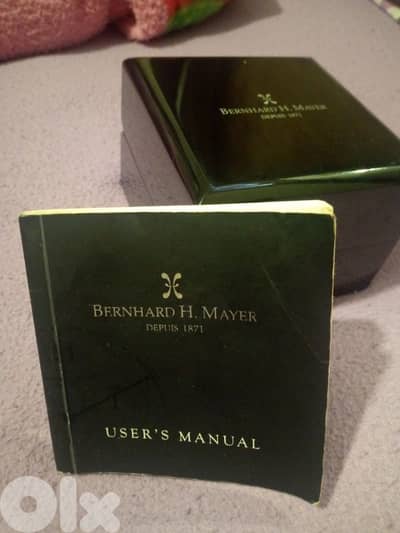 BERNHARD H. MAYER
DEPUIS 1871
BERNHARD H. MAYER
DEPUIS 1871
USER'S MANUAL
OLX